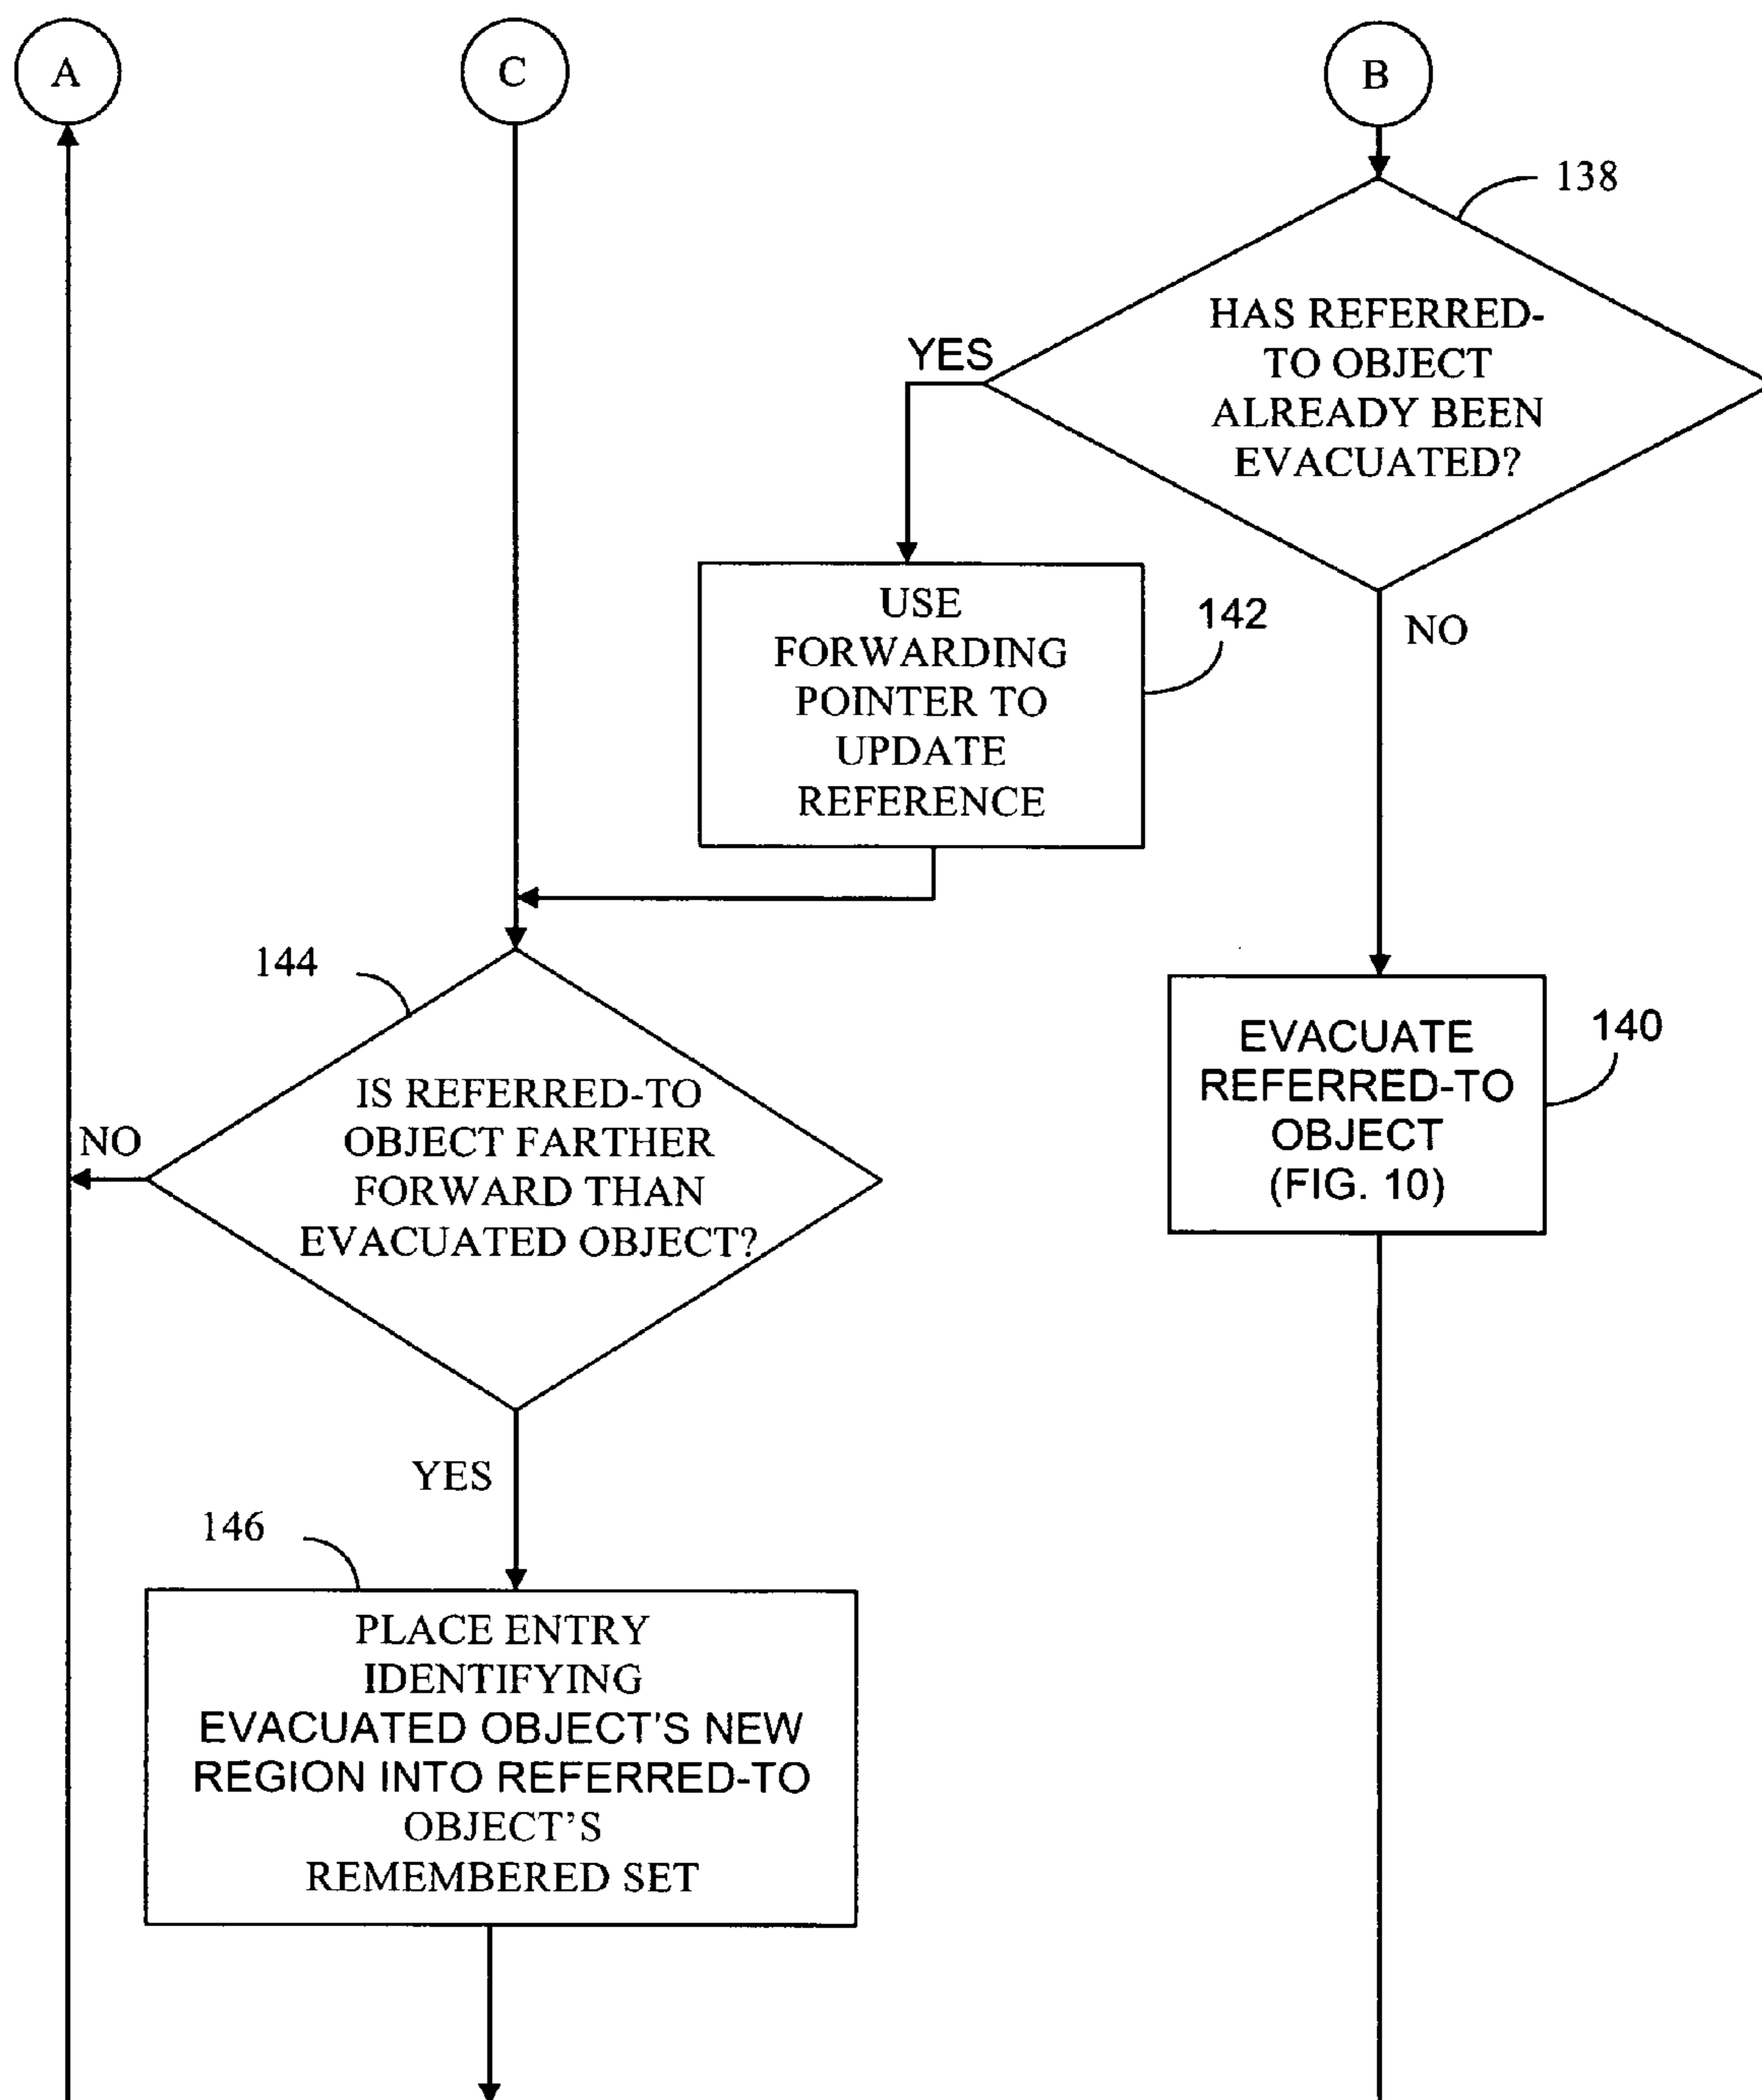 A
C
B
138
HAS REFERRED-
TO OBJECT
ALREADY BEEN
EVACUATED?
YES
USE
FORWARDING
POINTER TO
UPDATE
REFERENCE
142
NO
144
IS REFERRED-TO
OBJECT FARTHER
FORWARD THAN
EVACUATED OBJECT?
NO
EVACUATE
REFERRED-TO
OBJECT
(FIG. 10)
140
YES
146
PLACE ENTRY
IDENTIFYING
EVACUATED OBJECT'S NEW
REGION INTO REFERRED-TO
OBJECT’S
REMEMBERED SET